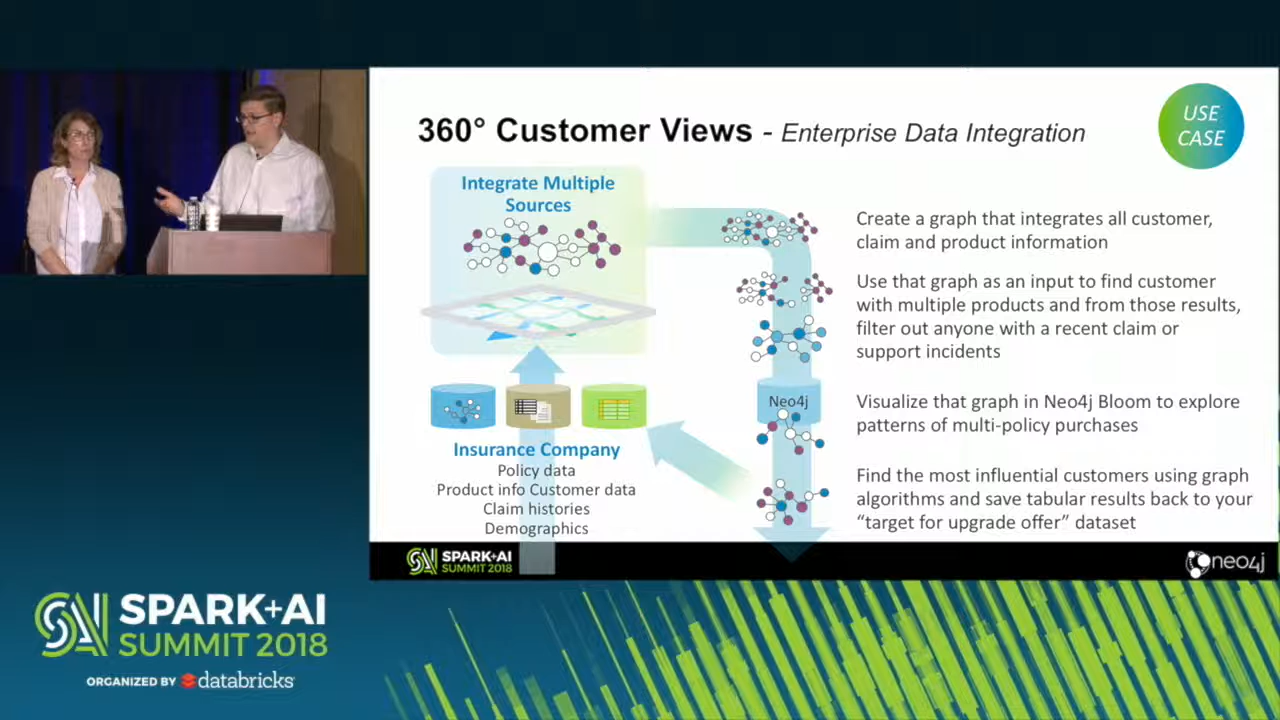 360° Customer Views - Enterprise Data Integration
USE
CASE
Integrate Multiple
Sources
Insurance Company
Policy data
Product info Customer data
Claim histories
Demographics
Neo4j
Create a graph that integrates all customer,
claim and product information
Use that graph as an input to find customer
with multiple products and from those results,
filter out anyone with a recent claim or
support incidents
Visualize that graph in Neo4j Bloom to explore
patterns of multi-policy purchases
Find the most influential customers using graph
algorithms and save tabular results back to your
“target for upgrade offer” dataset
SPARK+AI
SUMMIT 2018
neo4j
SPARK+AI
SUMMIT 2018
ORGANIZED BY databricks